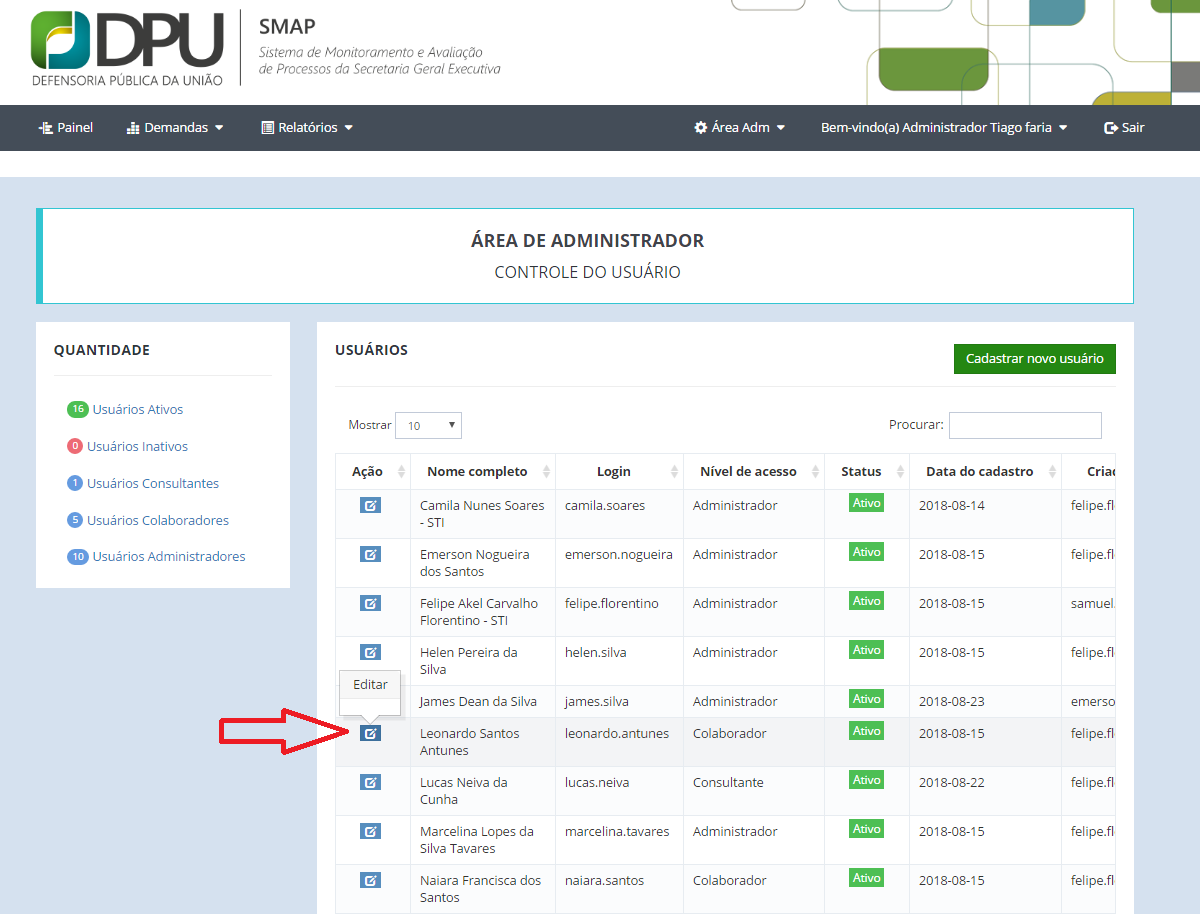 DPU
DEFENSORIA PÚBLICA DA UNIÃO
SMAP
Sistema de Monitoramento e Avaliação
de Processos da Secretaria Geral Executiva
Painel
Demandas
Relatórios
Área Adm
Bem-vindo(a) Administrador Tiago faria
Sair
ÁREA DE ADMINISTRADOR
CONTROLE DO USUÁRIO
QUANTIDADE
16 Usuários Ativos
0 Usuários Inativos
1 Usuários Consultantes
5 Usuários Colaboradores
10 Usuários Administradores
USUÁRIOS
Cadastrar novo usuário
Mostrar 10
Procurar:
Ação Nome completo Login Nível de acesso Status Data do cadastro Criad
Camila Nunes Soares camila.soares Administrador Ativo 2018-08-14 felipe.fl
- STI
Emerson Nogueira emerson.nogueira Administrador Ativo 2018-08-15 felipe.fl
dos Santos
Felipe Akel Carvalho felipe.florentino Administrador Ativo 2018-08-15 samuel.
Florentino - STI
Helen Pereira da helen.silva Administrador Ativo 2018-08-15 felipe.fl
Silva
Editar
James Dean da Silva james.silva Administrador Ativo 2018-08-23 emerso
Leonardo Santos leonardo.antunes Colaborador Ativo 2018-08-15 felipe.fl
Antunes
Lucas Neiva da lucas.neiva Consultante Ativo 2018-08-22 felipe.fl
Cunha
Marcelina Lopes da marcelina.tavares Administrador Ativo 2018-08-15 felipe.fl
Silva Tavares
Naiara Francisca dos naiara.santos Colaborador Ativo 2018-08-15 felipe.fl
Santos